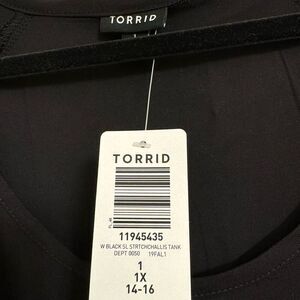 TORRID
TORRID
11945435
W BLACK SL STRTCHCHALLIS TANK
DEPT 0050 19FAL1
1
1X
14-16